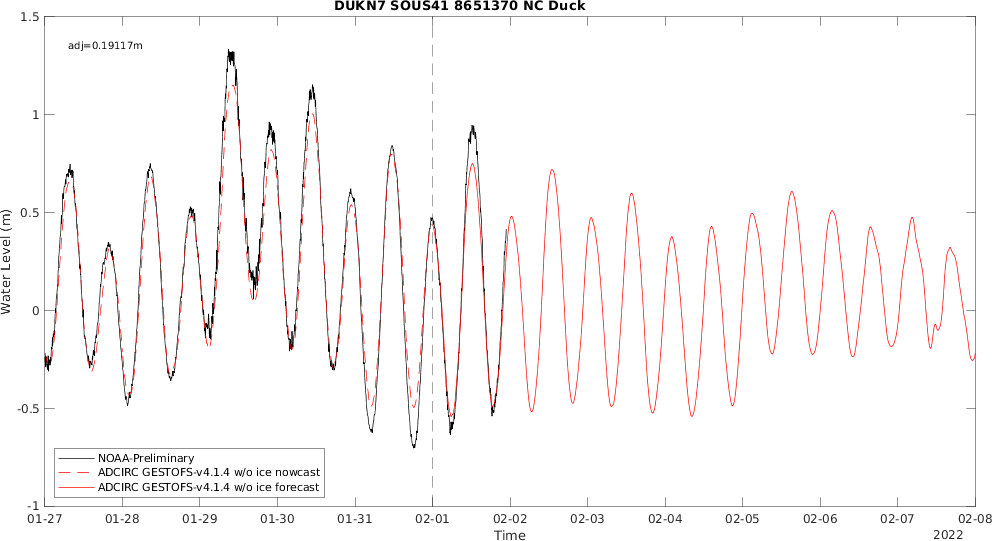 DUKN7 SOUS41 8651370 NC Duck
adj=0.19117m
Water Level (m)
1.5
1
0.5
0
-0.5
-1
NOAA-Preliminary
ADCIRC GESTOFS-v4.1.4 w/o ice nowcast
ADCIRC GESTOFS-v4.1.4 w/o ice forecast
01-27 01-28 01-29 01-30 01-31 02-01 02-02 02-03 02-04 02-05 02-06 02-07 02-08
Time
2022